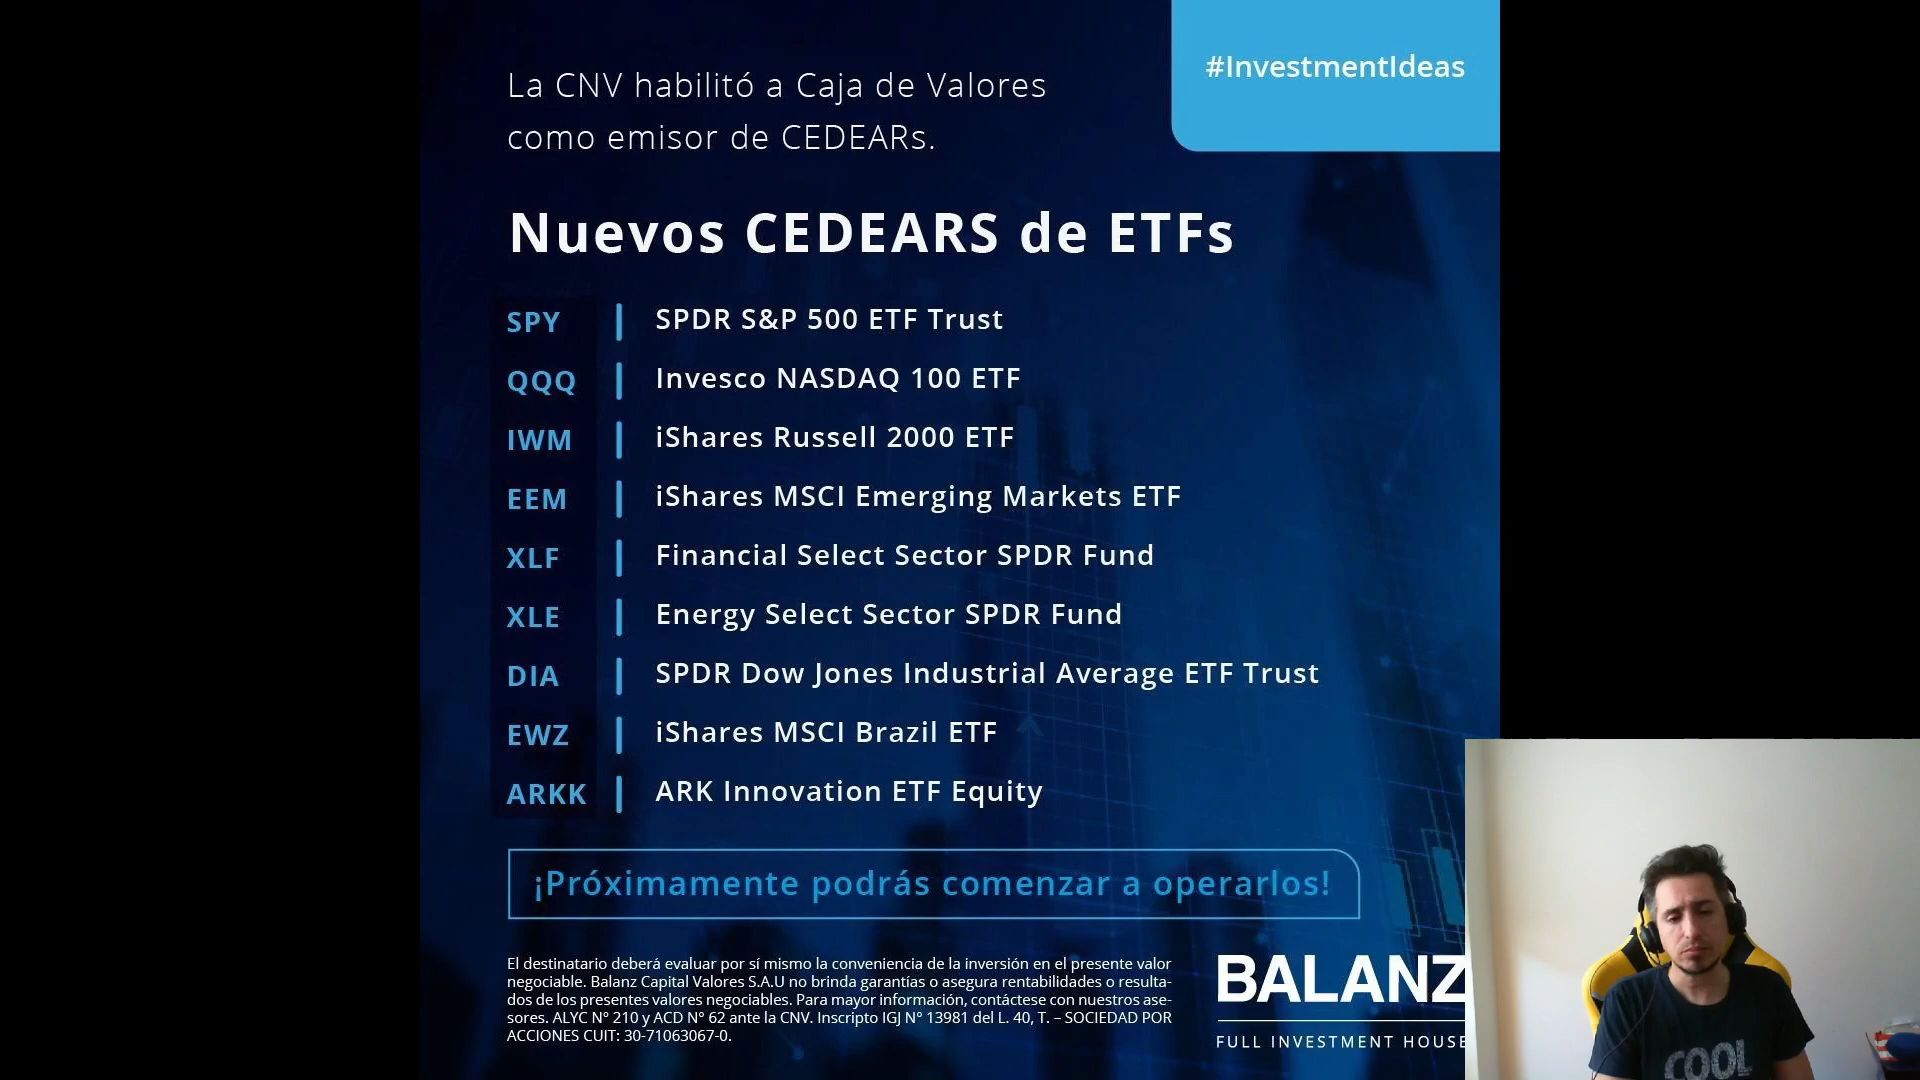 #InvestmentIdeas
La CNV habilitó a Caja de Valores
como emisor de CEDEARs.
Nuevos CEDEARS de ETFs
SPY | SPDR S&P 500 ETF Trust
QQQ | Invesco NASDAQ 100 ETF
IWM | iShares Russell 2000 ETF
EEM | iShares MSCI Emerging Markets ETF
XLF | Financial Select Sector SPDR Fund
XLE | Energy Select Sector SPDR Fund
DIA | SPDR Dow Jones Industrial Average ETF Trust
EWZ | iShares MSCI Brazil ETF
ARKK | ARK Innovation ETF Equity
¡Próximamente podrás comenzar a operarlos!
El destinatario deberá evaluar por sí mismo la conveniencia de la inversión en el presente valor
negociable. Balanz Capital Valores S.A.U no brinda garantías o asegura rentabilidades o resulta-
dos de los presentes valores negociables. Para mayor información, contáctese con nuestros ase-
sores. ALYC N° 210 y ACD N° 62 ante la CNV. Inscripto IGJ N° 13981 del L. 40, T. – SOCIEDAD POR
ACCIONES CUIT: 30-71063067-0.
BALANZ
FULL INVESTMENT HOUSE
COOL